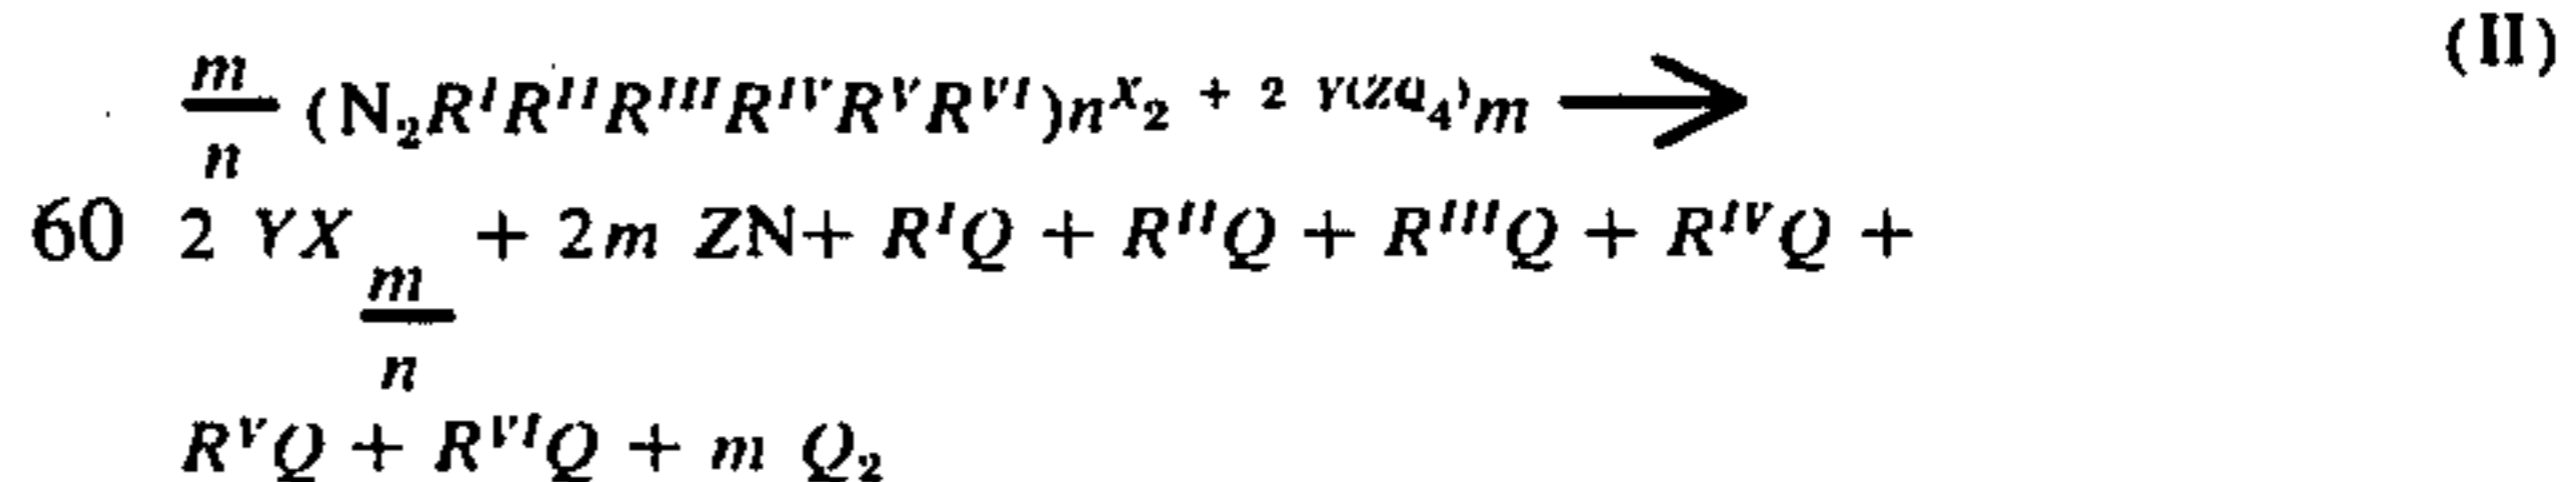 (II)
m/n (N₂RᴵRᴵᴵRᴵᴵᴵRᴵⱽRⱽRⱽᴵ)nˣ₂ + 2 Y(ZQ₄)m ⟶
60 2 YX m/n + 2m ZN+ RᴵQ + RᴵᴵQ + RᴵᴵᴵQ + RᴵⱽQ +
RⱽQ + RⱽᴵQ + m Q₂